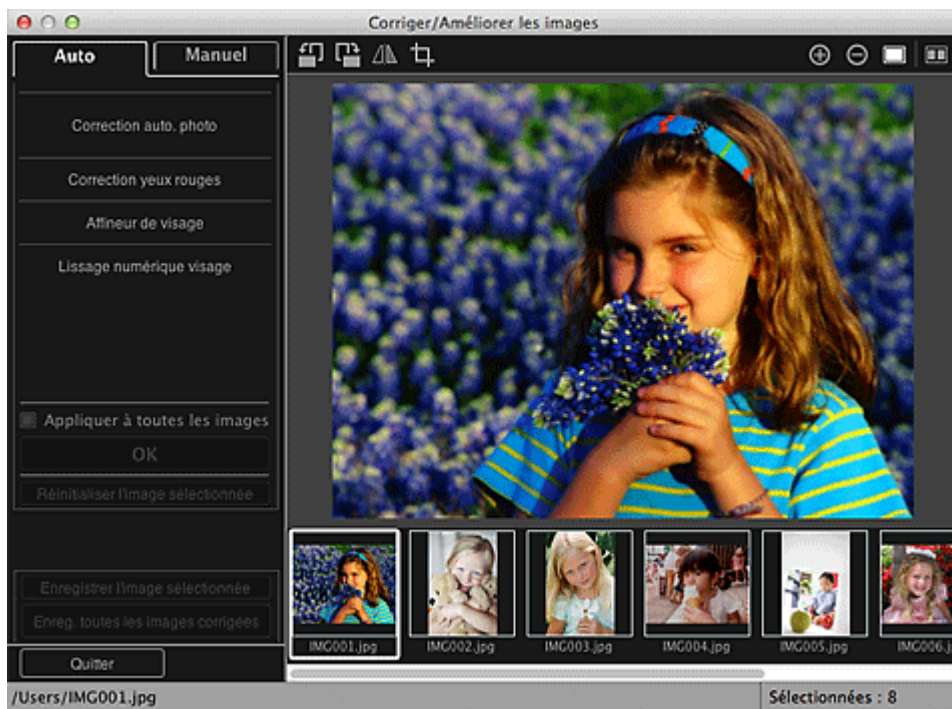 Corriger/Améliorer les images
Auto
Manuel
Correction auto. photo
Correction yeux rouges
Affineur de visage
Lissage numérique visage
Appliquer à toutes les images
OK
Réinitialiser l'image sélectionnée
Enregistrer l'image sélectionnée
Enreg. toutes les images corrigées
Quitter
IMG001.jpg
IMG002.jpg
IMG003.jpg
IMG004.jpg
IMG005.jpg
IMG006.j
/Users/IMG001.jpg
Sélectionnées : 8